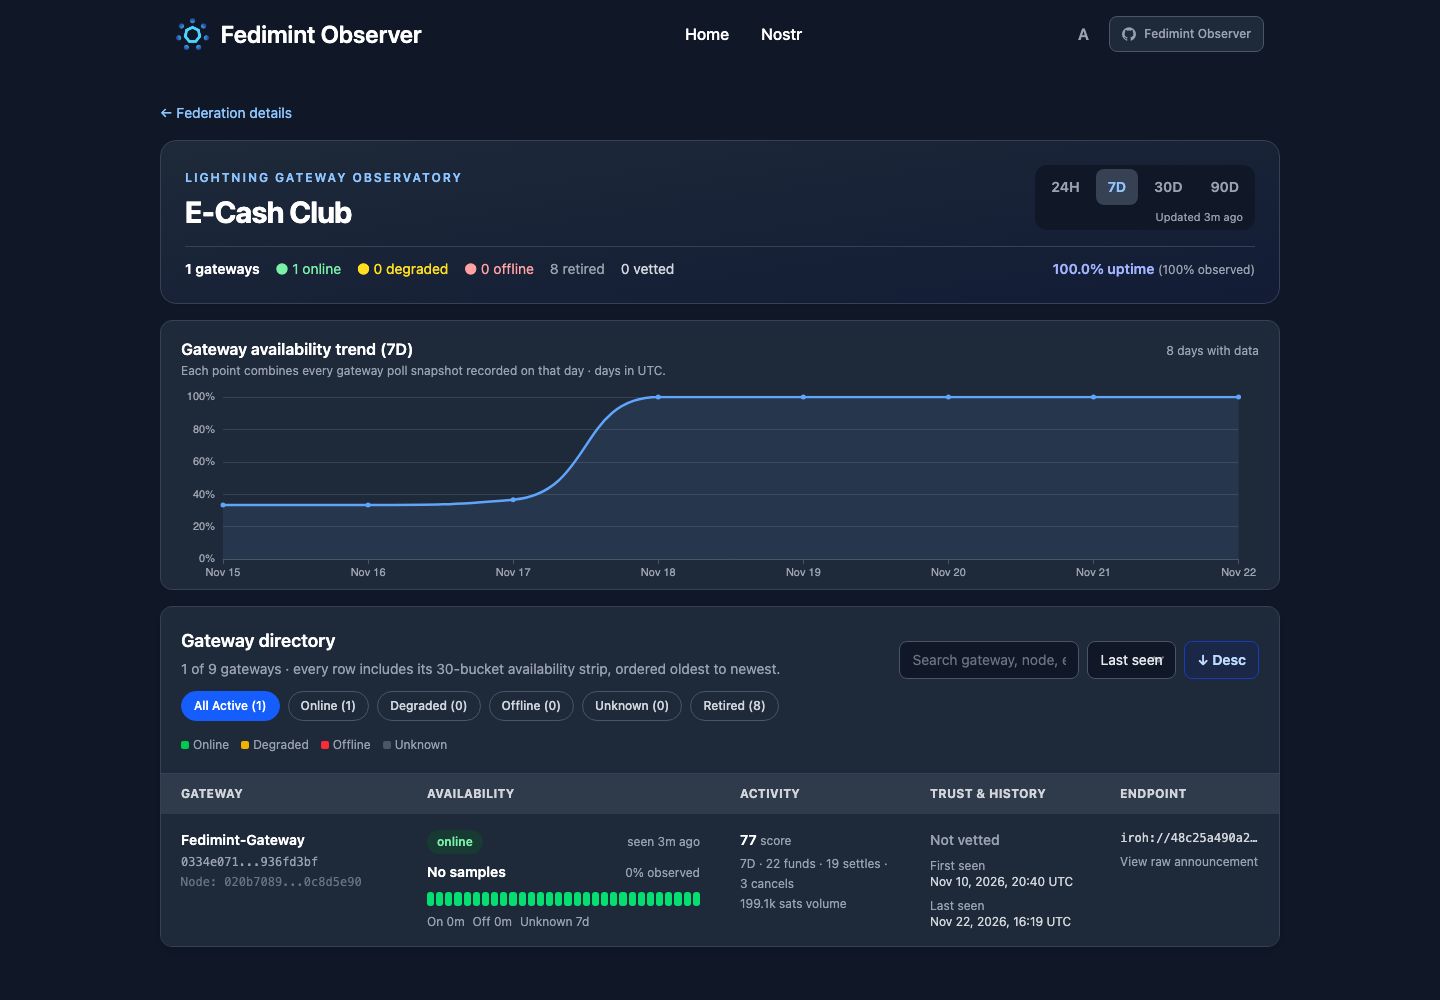 Fedimint Observer
Home
Nostr
A
Fedimint Observer
← Federation details
LIGHTNING GATEWAY OBSERVATORY
E-Cash Club
24H
7D
30D
90D
Updated 3m ago
1 gateways
1 online
0 degraded
0 offline
8 retired
0 vetted
100.0% uptime (100% observed)
Gateway availability trend (7D)
8 days with data
Each point combines every gateway poll snapshot recorded on that day · days in UTC.
100%
80%
60%
40%
20%
0%
Nov 15
Nov 16
Nov 17
Nov 18
Nov 19
Nov 20
Nov 21
Nov 22
Gateway directory
1 of 9 gateways · every row includes its 30-bucket availability strip, ordered oldest to newest.
Search gateway, node, e
Last seen
↓ Desc
All Active (1)
Online (1)
Degraded (0)
Offline (0)
Unknown (0)
Retired (8)
Online
Degraded
Offline
Unknown
GATEWAY
AVAILABILITY
ACTIVITY
TRUST & HISTORY
ENDPOINT
Fedimint-Gateway
0334e071...936fd3bf
Node: 020b7089...0c8d5e90
online
seen 3m ago
No samples
0% observed
On 0m Off 0m Unknown 7d
77 score
7D · 22 funds · 19 settles ·
3 cancels
199.1k sats volume
Not vetted
First seen
Nov 10, 2026, 20:40 UTC
Last seen
Nov 22, 2026, 16:19 UTC
iroh://48c25a490a2…
View raw announcement